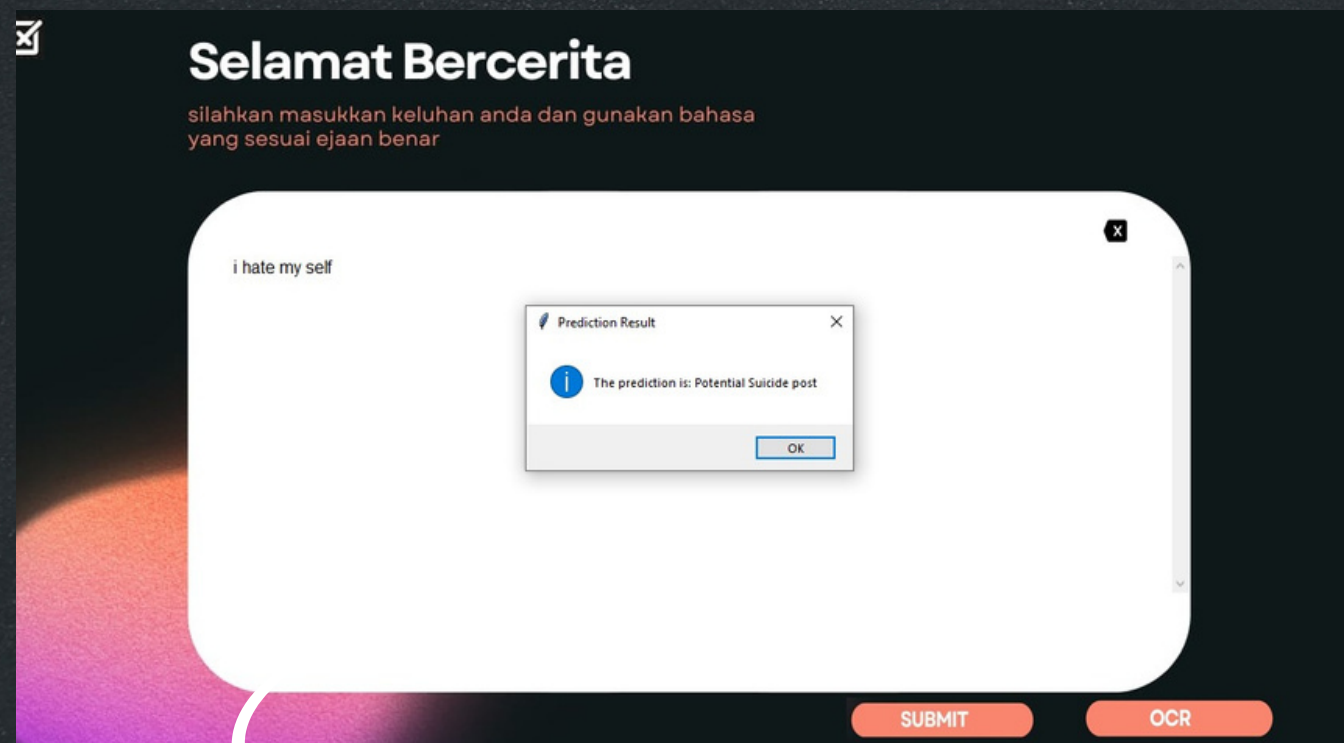 Selamat Bercerita
silahkan masukkan keluhan anda dan gunakan bahasa
yang sesuai ejaan benar
i hate my self
Prediction Result
The prediction is: Potential Suicide post
OK
SUBMIT
OCR